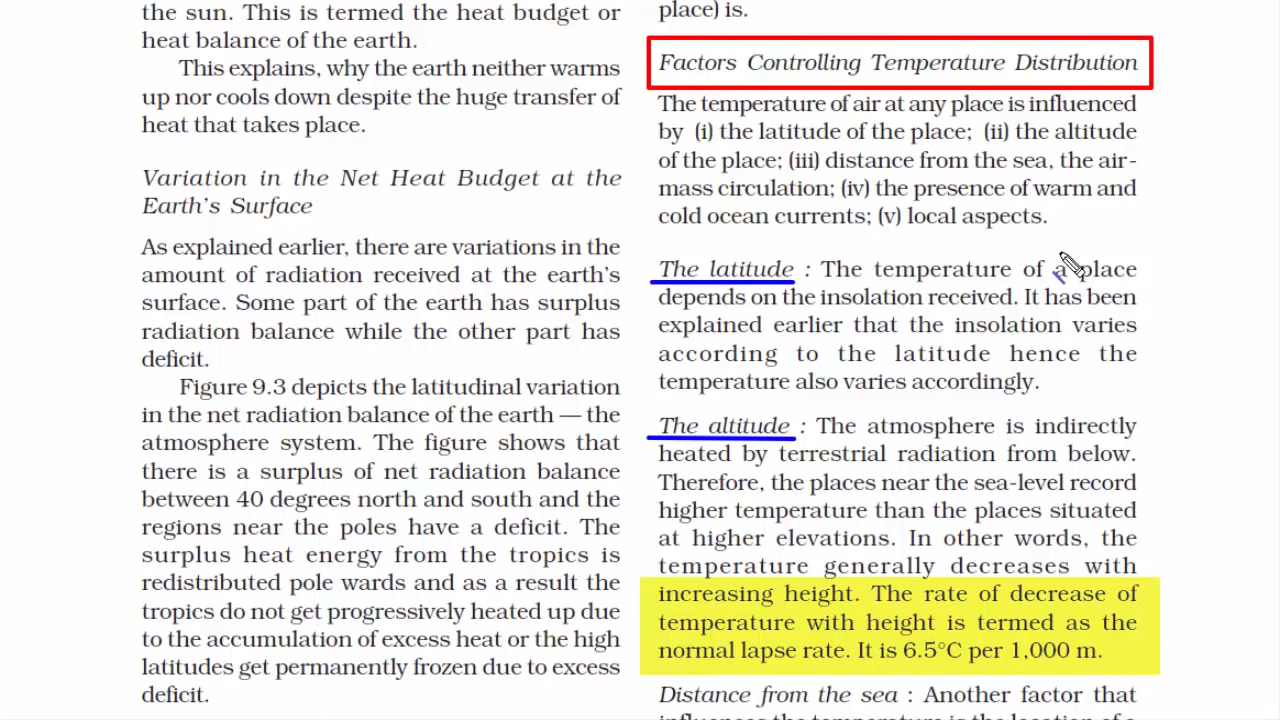 the sun. This is termed the heat budget or
heat balance of the earth.
This explains, why the earth neither warms
up nor cools down despite the huge transfer of
heat that takes place.
Variation in the Net Heat Budget at the
Earth's Surface
As explained earlier, there are variations in the
amount of radiation received at the earth's
surface. Some part of the earth has surplus
radiation balance while the other part has
deficit.
Figure 9.3 depicts the latitudinal variation
in the net radiation balance of the earth — the
atmosphere system. The figure shows that
there is a surplus of net radiation balance
between 40 degrees north and south and the
regions near the poles have a deficit. The
surplus heat energy from the tropics is
redistributed pole wards and as a result the
tropics do not get progressively heated up due
to the accumulation of excess heat or the high
latitudes get permanently frozen due to excess
deficit.
place) is.
Factors Controlling Temperature Distribution
The temperature of air at any place is influenced
by (i) the latitude of the place; (ii) the altitude
of the place; (iii) distance from the sea, the air-
mass circulation; (iv) the presence of warm and
cold ocean currents; (v) local aspects.
The latitude : The temperature of a place
depends on the insolation received. It has been
explained earlier that the insolation varies
according to the latitude hence the
temperature also varies accordingly.
The altitude : The atmosphere is indirectly
heated by terrestrial radiation from below.
Therefore, the places near the sea-level record
higher temperature than the places situated
at higher elevations. In other words, the
temperature generally decreases with
increasing height. The rate of decrease of
temperature with height is termed as the
normal lapse rate. It is 6.5°C per 1,000 m.
Distance from the sea : Another factor that